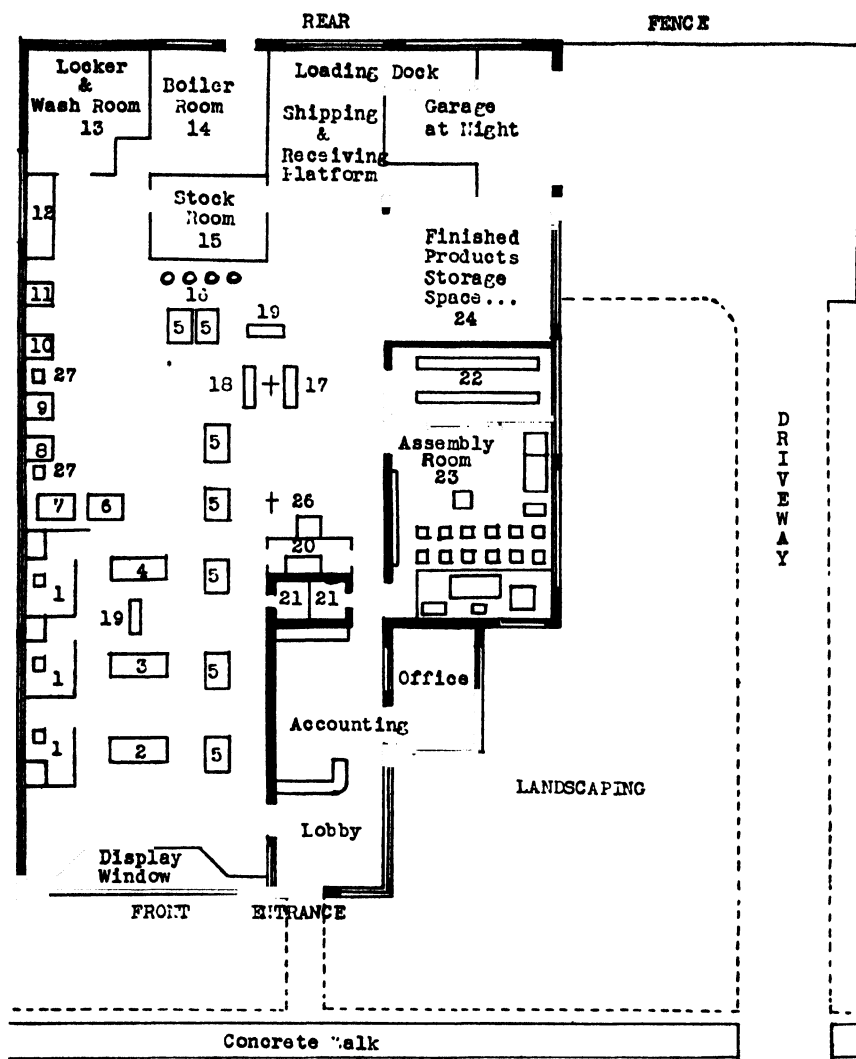 REAR
FENCE
Locker
&
Wash Room
13
Boiler
Room
14
Loading Dock
Shipping
&
Receiving
Platform
Garage
at Night
12
Stock
Room
15
Finished
Products
Storage
Space...
24
11
16
5 5
19
10
27
18
17
22
9
8
27
5
Assembly
Room
23
DRIVEWAY
7 6
5
26
20
4
5
1
21 21
19
3
5
1
Office
Accounting
2
5
1
LANDSCAPING
Lobby
Display
Window
FRONT
ENTRANCE
Concrete